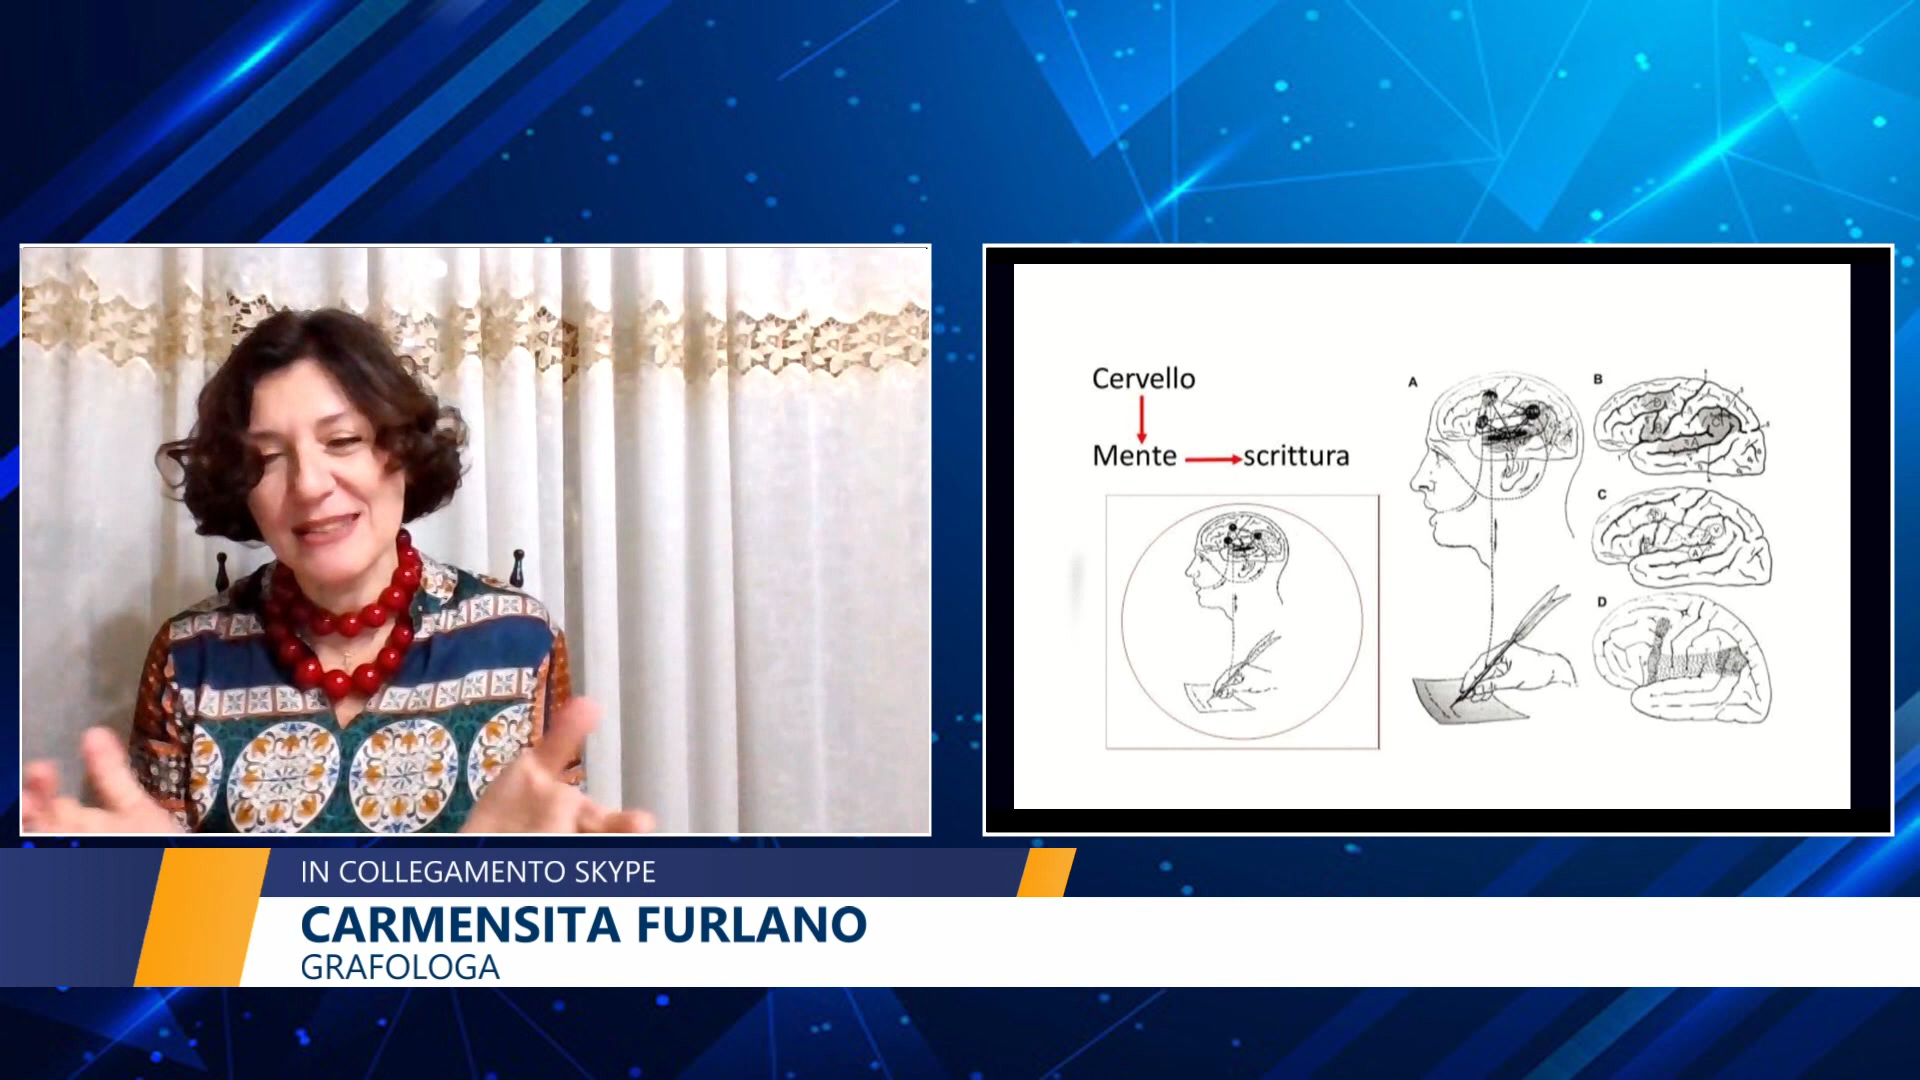 Cervello
Mente
scrittura
A
B
C
D
IN COLLEGAMENTO SKYPE
CARMENSITA FURLANO
GRAFOLOGA